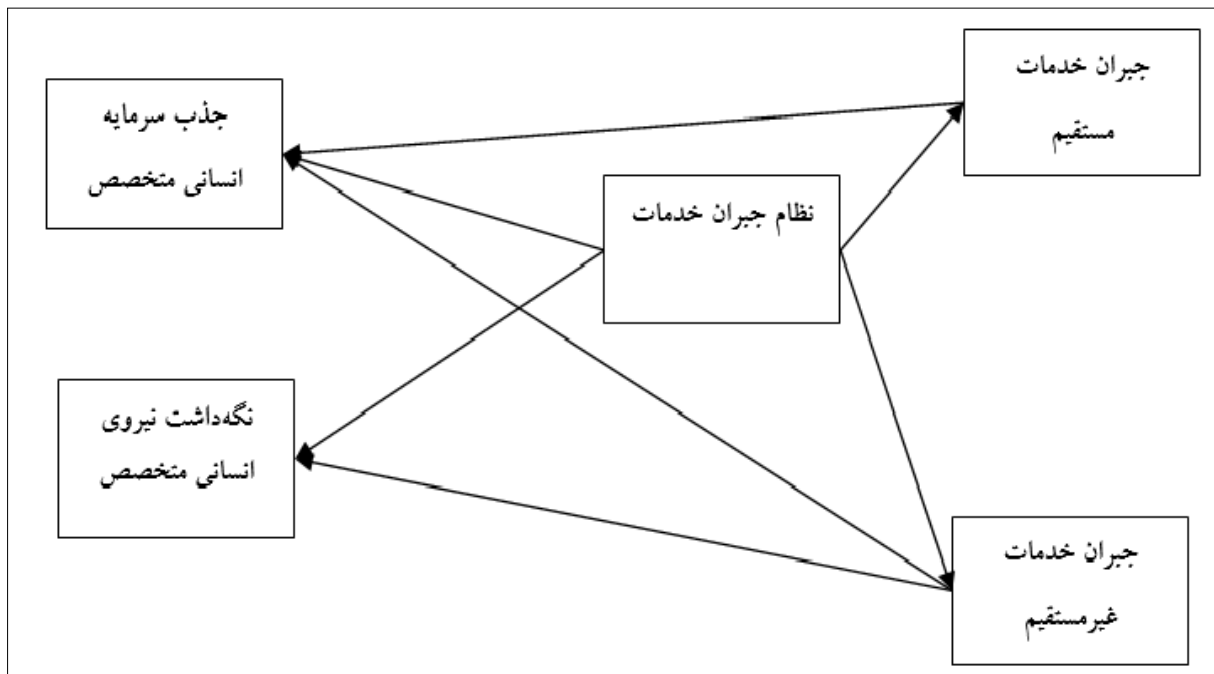 جبران خدمات
مستقیم
نظام جبران خدمات
جذب سرمایه
انسانی متخصص
جبران خدمات
غیرمستقیم
نگه‌داشت نیروی
انسانی متخصص